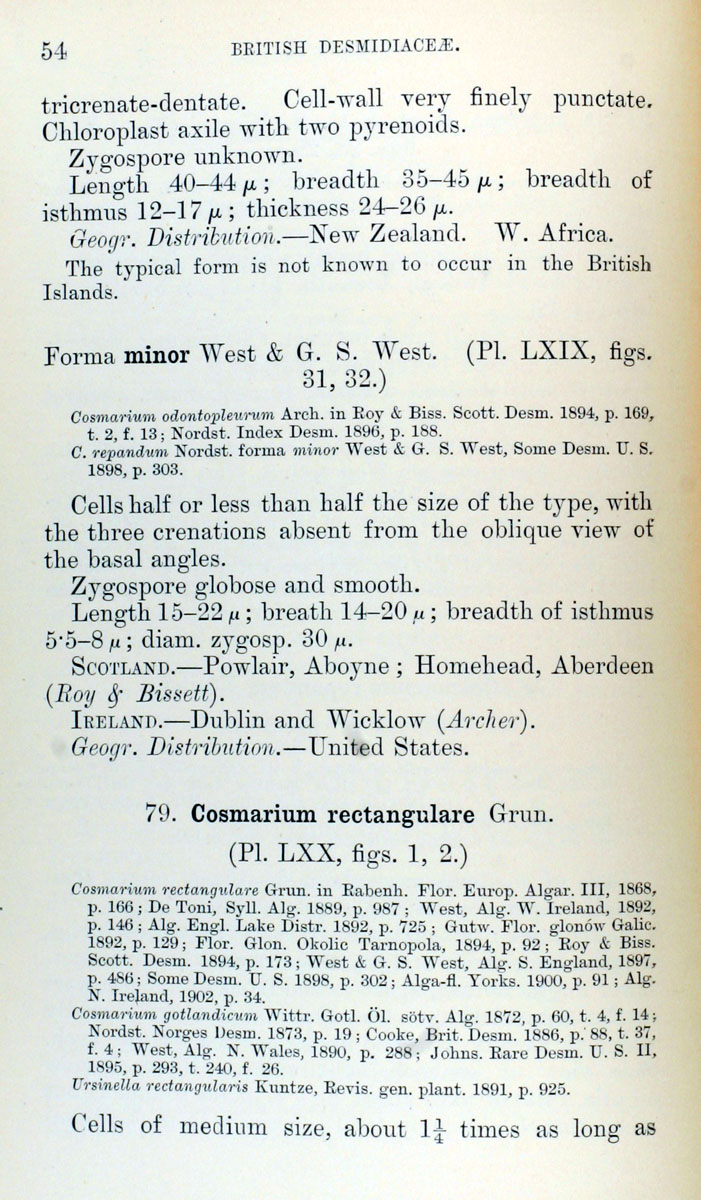 54 BRITISH DESMIDIACEÆ.
tricrenate-dentate. Cell-wall very finely punctate.
Chloroplast axile with two pyrenoids.
Zygospore unknown.
Length 40–44 µ; breadth 35–45 µ; breadth of
isthmus 12–17 µ; thickness 24–26 µ.
Geogr. Distribution.—New Zealand. W. Africa.
The typical form is not known to occur in the British
Islands.
Forma minor West & G. S. West. (Pl. LXIX, figs.
31, 32.)
Cosmarium odontopleurum Arch. in Roy & Biss. Scott. Desm. 1894, p. 169,
t. 2, f. 13; Nordst. Index Desm. 1896, p. 188.
C. repandum Nordst. forma minor West & G. S. West, Some Desm. U. S.
1898, p. 303.
Cells half or less than half the size of the type, with
the three crenations absent from the oblique view of
the basal angles.
Zygospore globose and smooth.
Length 15–22 µ; breath 14–20 µ; breadth of isthmus
5·5–8 µ; diam. zygosp. 30 µ.
SCOTLAND.—Powlair, Aboyne; Homehead, Aberdeen
(Roy & Bissett).
IRELAND.—Dublin and Wicklow (Archer).
Geogr. Distribution.—United States.
79. Cosmarium rectangulare Grun.
(Pl. LXX, figs. 1, 2.)
Cosmarium rectangulare Grun. in Rabenh. Flor. Europ. Algar. III, 1868,
p. 166; De Toni, Syll. Alg. 1889, p. 987; West, Alg. W. Ireland, 1892,
p. 146; Alg. Engl. Lake Distr. 1892, p. 725; Gutw. Flor. glonów Galic.
1892, p. 129; Flor. Glon. Okolic Tarnopola, 1894, p. 92; Roy & Biss.
Scott. Desm. 1894, p. 173; West & G. S. West, Alg. S. England, 1897,
p. 486; Some Desm. U. S. 1898, p. 302; Alga-fl. Yorks. 1900, p. 91; Alg.
N. Ireland, 1902, p. 34.
Cosmarium gotlandicum Wittr. Gotl. Öl. sötv. Alg. 1872, p. 60, t. 4, f. 14;
Nordst. Norges Desm. 1873, p. 19; Cooke, Brit. Desm. 1886, p. 88, t. 37,
f. 4; West, Alg. N. Wales, 1890, p. 288; Johns. Rare Desm. U. S. II,
1895, p. 293, t. 240, f. 26.
Ursinella rectangularis Kuntze, Revis. gen. plant. 1891, p. 925.
Cells of medium size, about 1¼ times as long as